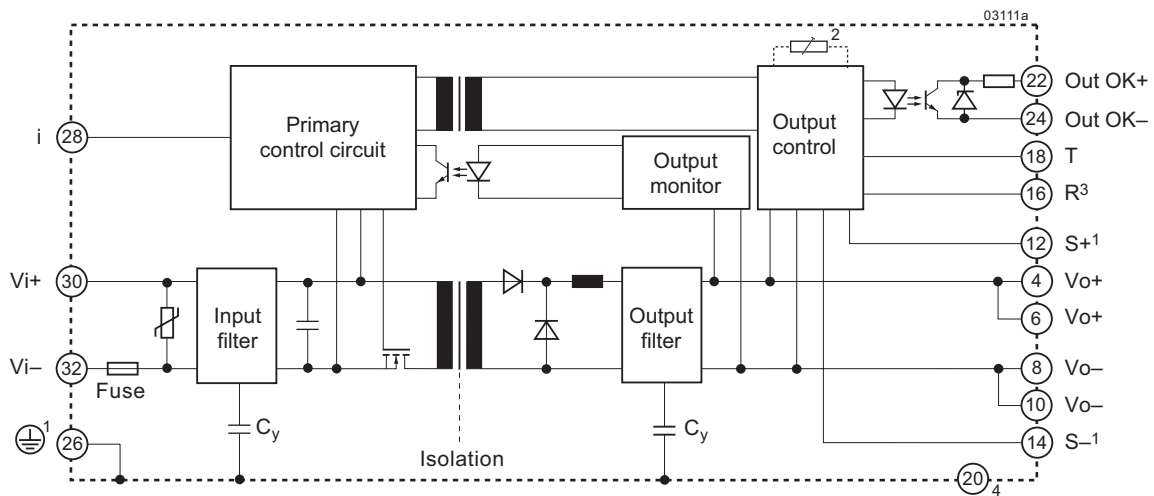 03111a
2
22 Out OK+
24 Out OK–
i 28
Primary
control circuit
Output
control
Output
monitor
18 T
16 R³
12 S+¹
Vi+ 30
4 Vo+
Input
filter
Output
filter
6 Vo+
Vi– 32
Fuse
8 Vo–
10 Vo–
1 26
Cy
Cy
14 S–¹
Isolation
20 4